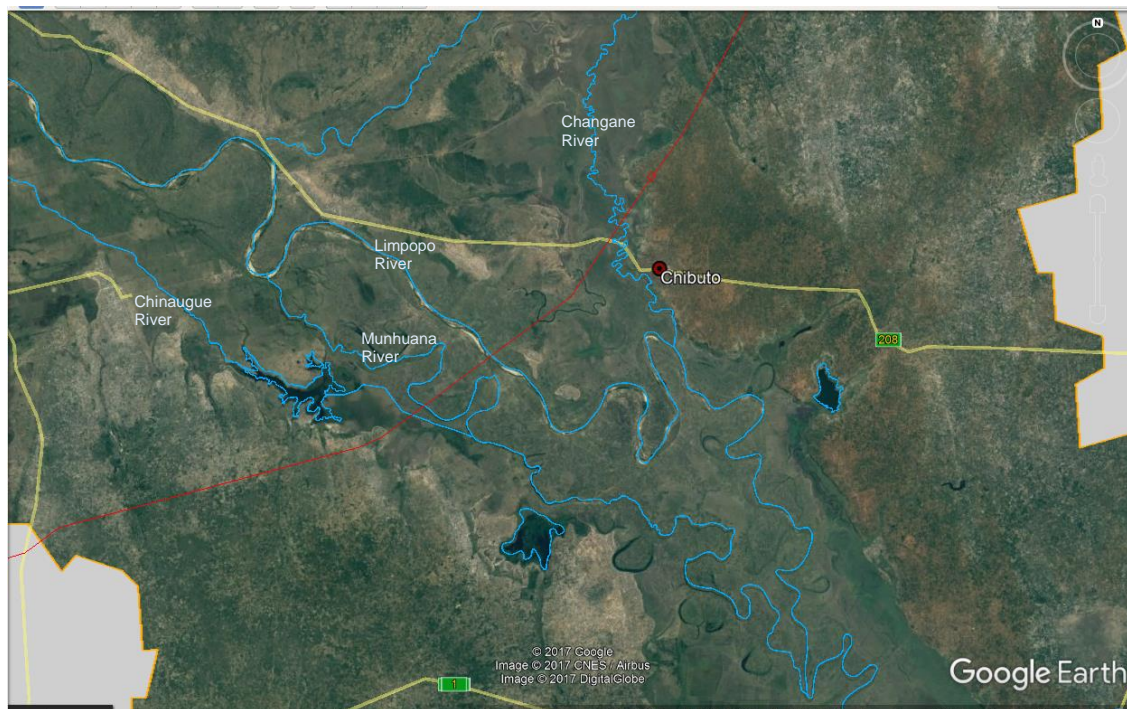 N
Changane
River
Limpopo
River
Chibuto
Chinaugue
River
Munhuana
River
208
© 2017 Google
Image © 2017 CNES / Airbus
Image © 2017 DigitalGlobe
Google Earth
1